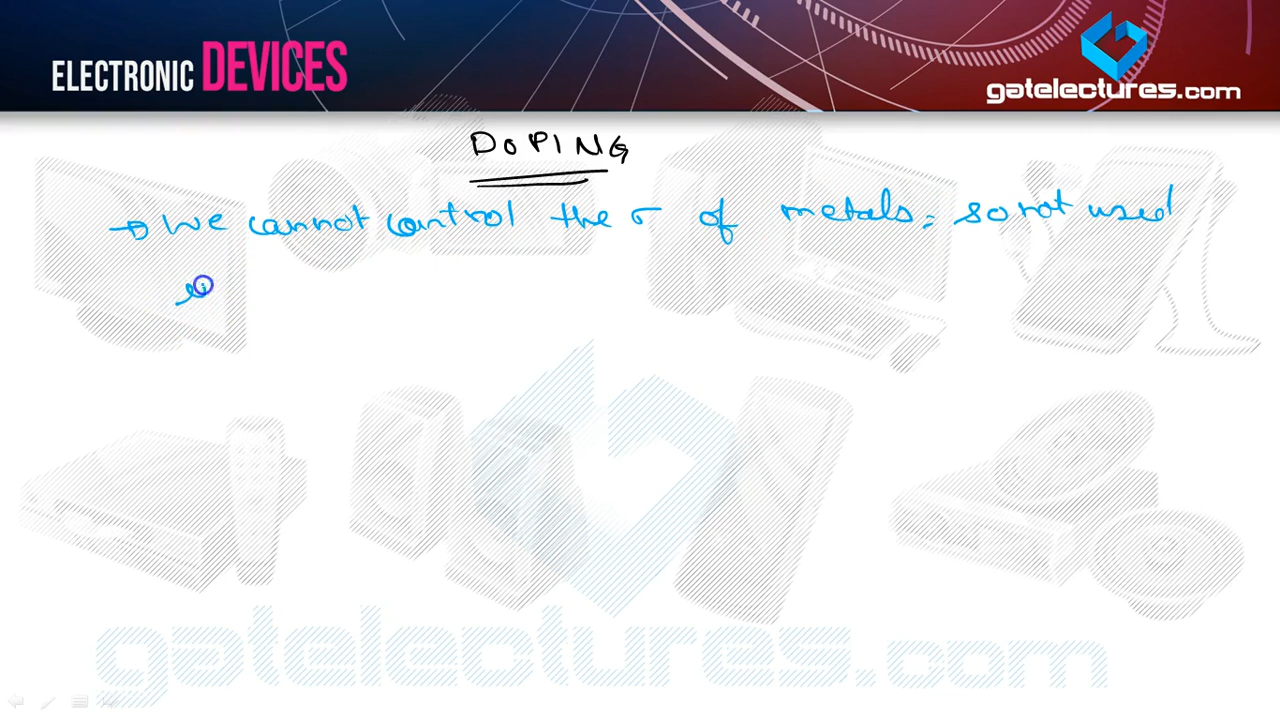 ELECTRONIC DEVICES
gatelectures.com
DOPING
→ We cannot control the σ of metals; so not used
gatelectures.com